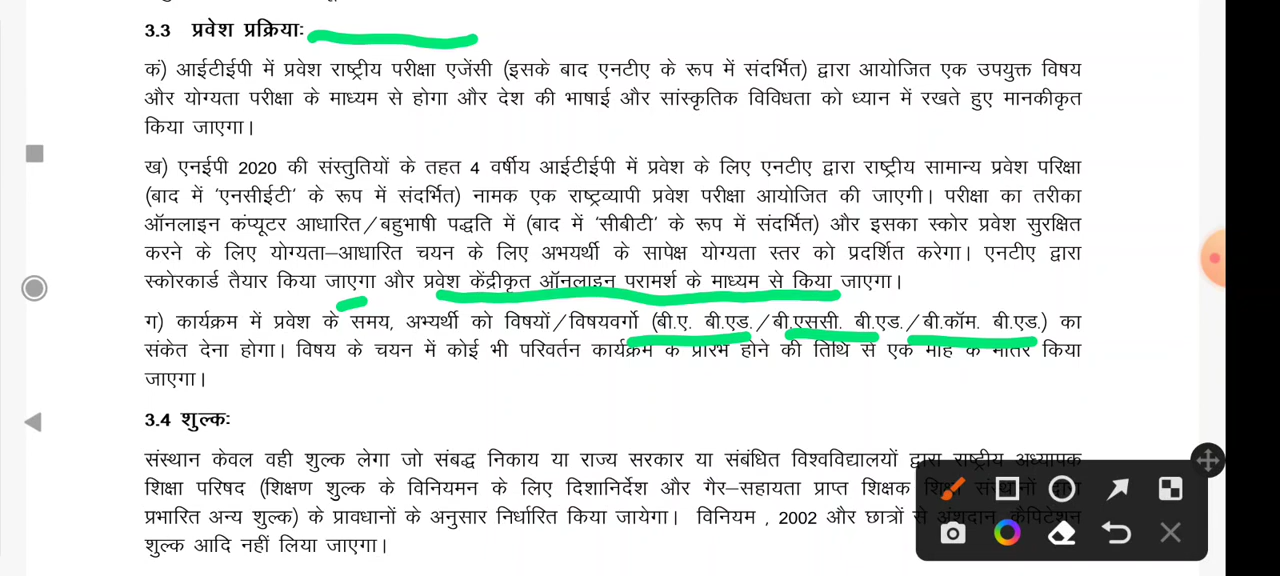 3.3 प्रवेश प्रक्रियाः
कं) आईटीईपी में प्रवेश राष्ट्रीय परीक्षा एजेंसी (इसके बाद एनटीए के रूप में संदर्भित) द्वारा आयोजित एक उपयुक्त विषय
और योग्यता परीक्षा के माध्यम से होगा और देश की भाषाई और सांस्कृतिक विविधता को ध्यान में रखते हुए मानकीकृत
किया जाएगा।
ख) एनईपी 2020 की संस्तुतियों के तहत 4 वर्षीय आईटीईपी में प्रवेश के लिए एनटीए द्वारा राष्ट्रीय सामान्य प्रवेश परिक्षा
(बाद में 'एनसीईटी' के रूप में संदर्भित) नामक एक राष्ट्रव्यापी प्रवेश परीक्षा आयोजित की जाएगी। परीक्षा का तरीका
ऑनलाइन कंप्यूटर आधारित/बहुभाषी पद्धति में (बाद में 'सीबीटी' के रूप में संदर्भित) और इसका स्कोर प्रवेश सुरक्षित
करने के लिए योग्यता–आधारित चयन के लिए अभयर्थी के सापेक्ष योग्यता स्तर को प्रदर्शित करेगा। एनटीए द्वारा
स्कोरकार्ड तैयार किया जाएगा और प्रवेश केंद्रीकृत ऑनलाइन परामर्श के माध्यम से किया जाएगा।
ग) कार्यक्रम में प्रवेश के समय, अभ्यर्थी को विषयों/विषयवर्गो (बी.ए. बी.एड./बी.एससी. बी.एड./बी.कॉम. बी.एड.) का
संकेत देना होगा। विषय के चयन में कोई भी परिवर्तन कार्यक्रम के प्रारंभ होने की तिथि से एक माह के भीतर किया
जाएगा।
3.4 शुल्कः
संस्थान केवल वही शुल्क लेगा जो संबद्ध निकाय या राज्य सरकार या संबंधित विश्वविद्यालयों द्वारा राष्ट्रीय अध्यापक
शिक्षा परिषद (शिक्षण शुल्क के विनियमन के लिए दिशानिर्देश और गैर–सहायता प्राप्त शिक्षक शिक्षा संस्थानों द्वारा
प्रभारित अन्य शुल्क) के प्रावधानों के अनुसार निर्धारित किया जायेगा। विनियम , 2002 और छात्रों से अंशदान, कैपिटेशन
शुल्क आदि नहीं लिया जाएगा।